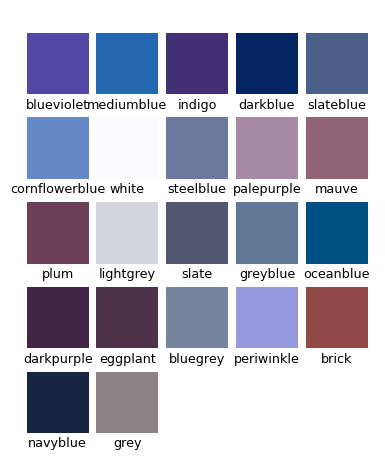 blueviolet mediumblue indigo darkblue slateblue
cornflowerblue white steelblue palepurple mauve
plum lightgrey slate greyblue oceanblue
darkpurple eggplant bluegrey periwinkle brick
navyblue grey